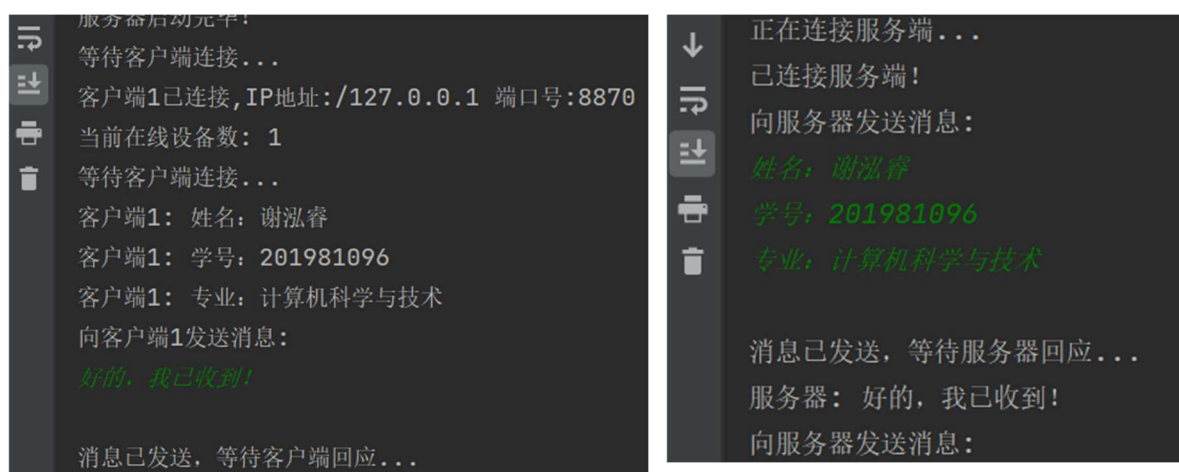 服务器启动完毕!
等待客户端连接...
客户端1已连接,IP地址:/127.0.0.1 端口号:8870
当前在线设备数: 1
等待客户端连接...
客户端1: 姓名: 谢泓睿
客户端1: 学号: 201981096
客户端1: 专业: 计算机科学与技术
向客户端1发送消息:
好的, 我已收到!
消息已发送, 等待客户端回应...
正在连接服务端...
已连接服务端!
向服务器发送消息:
姓名: 谢泓睿
学号: 201981096
专业: 计算机科学与技术
消息已发送, 等待服务器回应...
服务器: 好的, 我已收到!
向服务器发送消息: